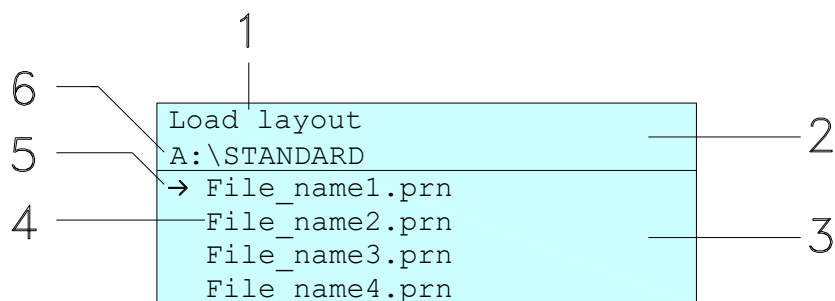 1
6
Load layout
2
A:\STANDARD
5
→ File_name1.prn
4
File_name2.prn
3
File_name3.prn
File_name4.prn